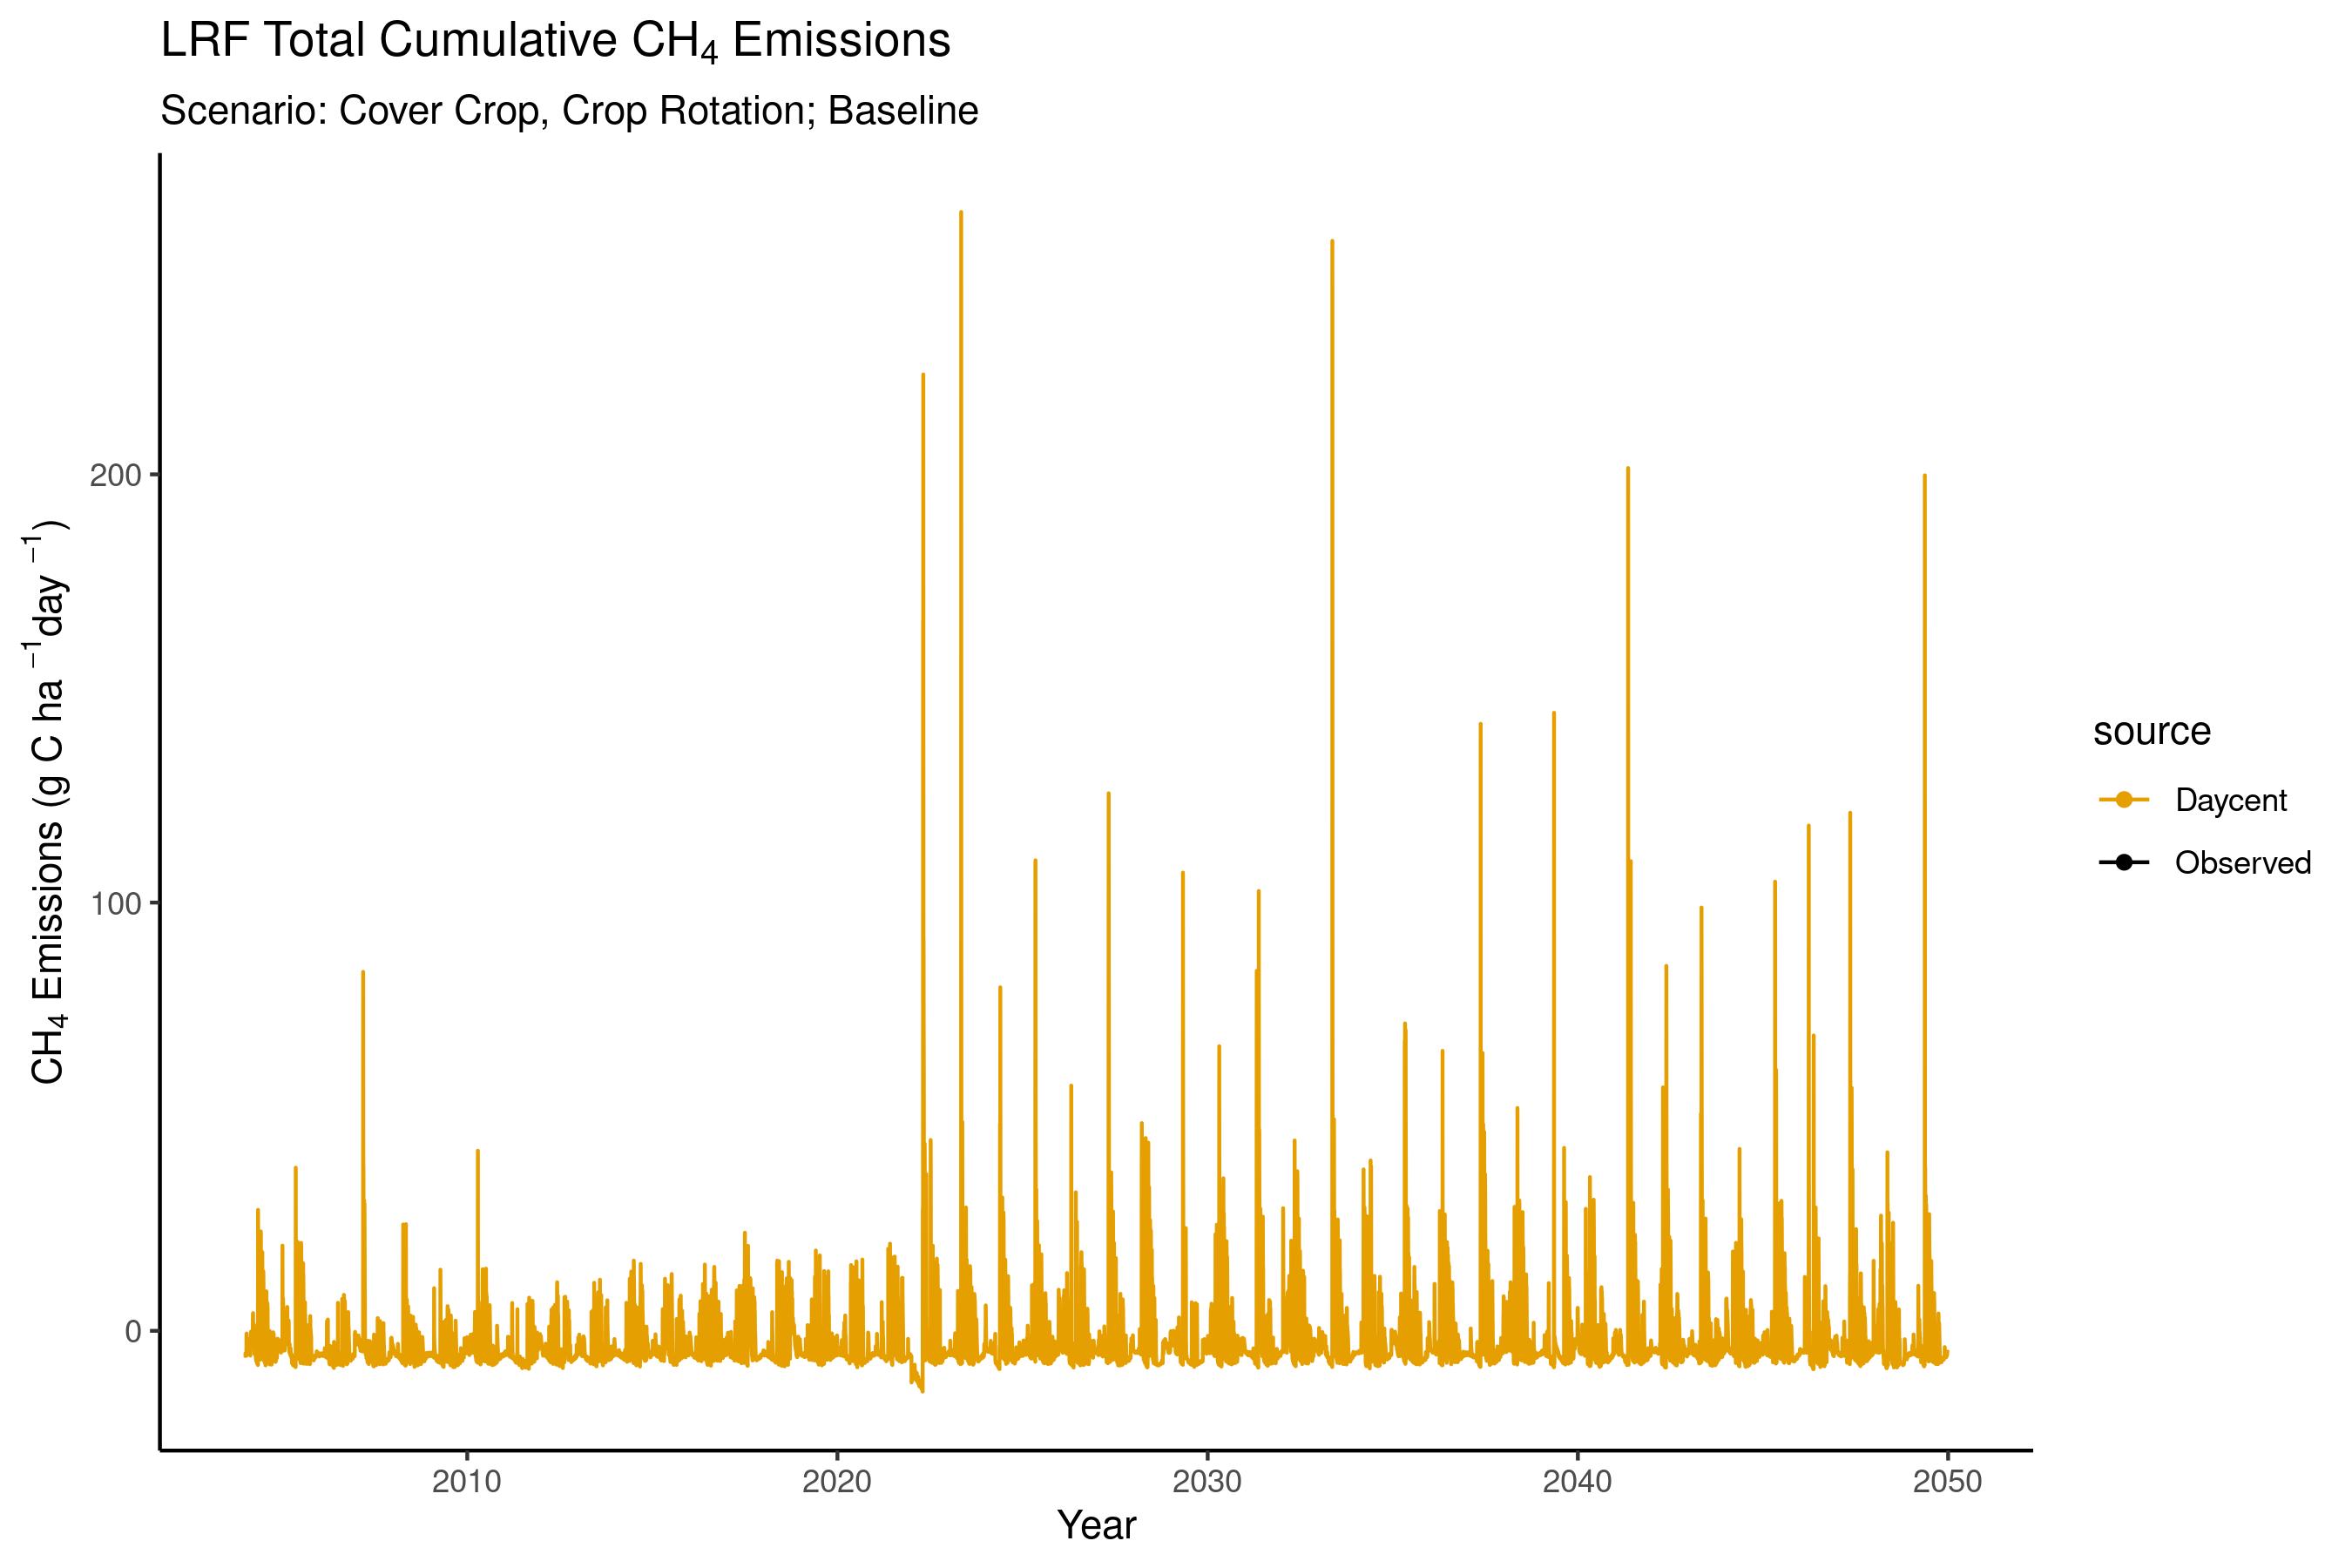 LRF Total Cumulative CH₄ Emissions
Scenario: Cover Crop, Crop Rotation; Baseline
CH₄ Emissions (g C ha ⁻¹day ⁻¹)
200
100
0
2010
2020
2030
2040
2050
Year
source
Daycent
Observed